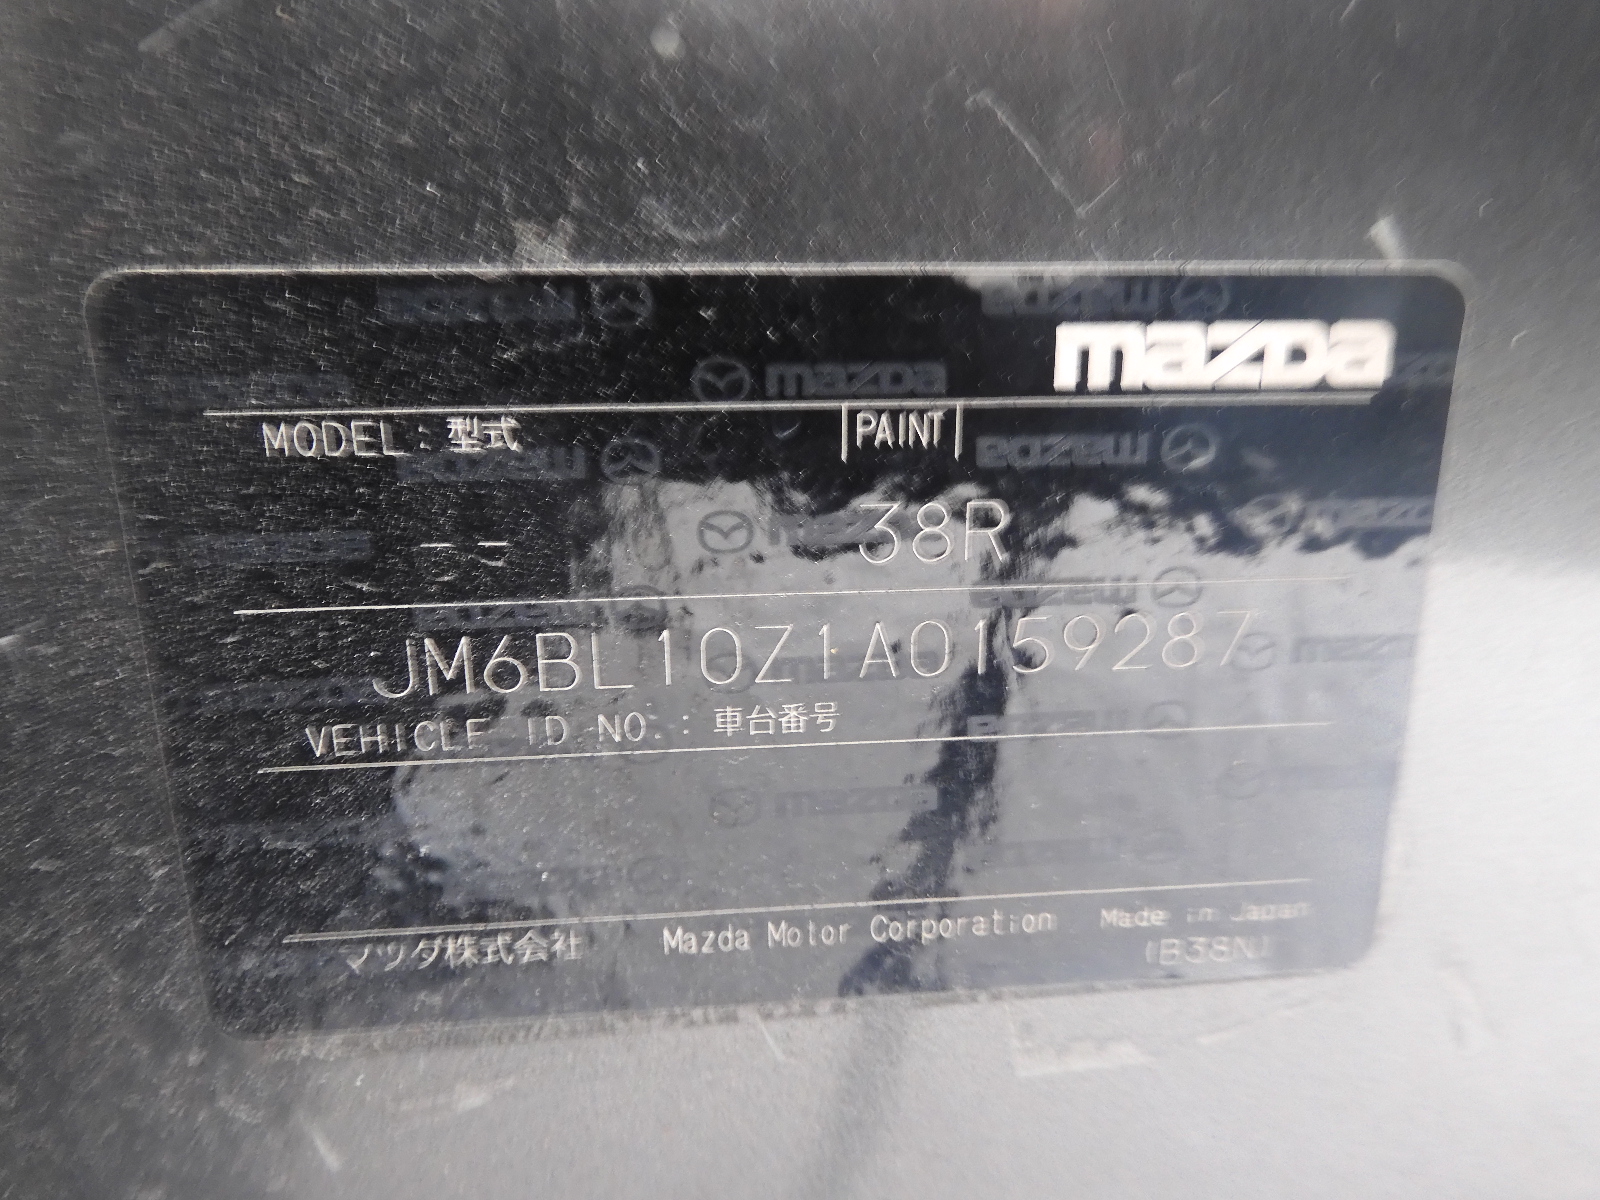 mazda
MODEL : 型式 PAINT
-- 38R
JM6BL10Z1A0159287
VEHICLE ID NO. : 車台番号
マツダ株式会社 Mazda Motor Corporation Made in Japan